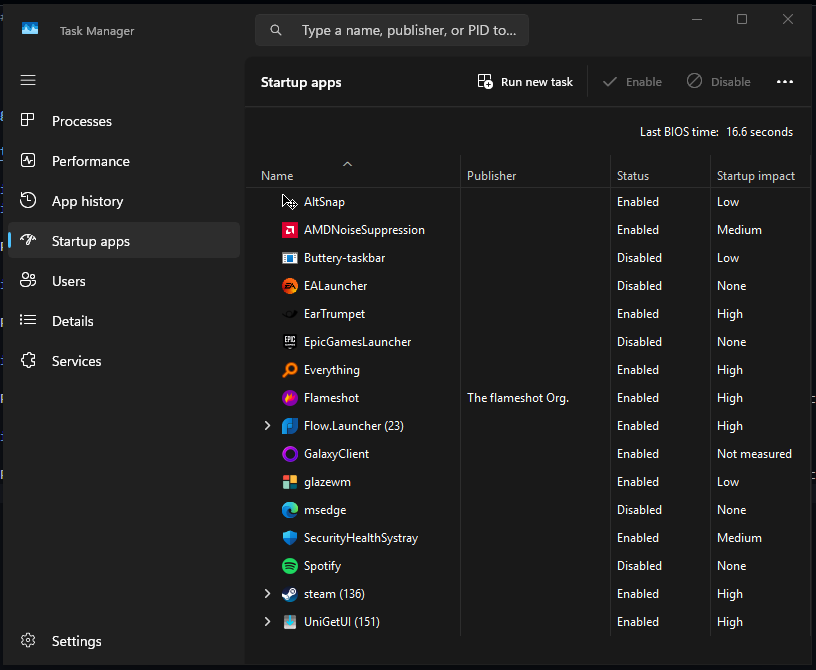 Task Manager
Type a name, publisher, or PID to...
Startup apps
Run new task
Enable
Disable
Last BIOS time: 16.6 seconds
Processes
Performance
App history
Startup apps
Users
Details
Services
Settings
Name Publisher Status Startup impact
AltSnap Enabled Low
AMDNoiseSuppression Enabled Medium
Buttery-taskbar Disabled Low
EALauncher Disabled None
EarTrumpet Enabled High
EpicGamesLauncher Disabled None
Everything Enabled High
Flameshot The flameshot Org. Enabled High
Flow.Launcher (23) Enabled High
GalaxyClient Enabled Not measured
glazewm Enabled Low
msedge Disabled None
SecurityHealthSystray Enabled Medium
Spotify Disabled None
steam (136) Enabled High
UniGetUI (151) Enabled High